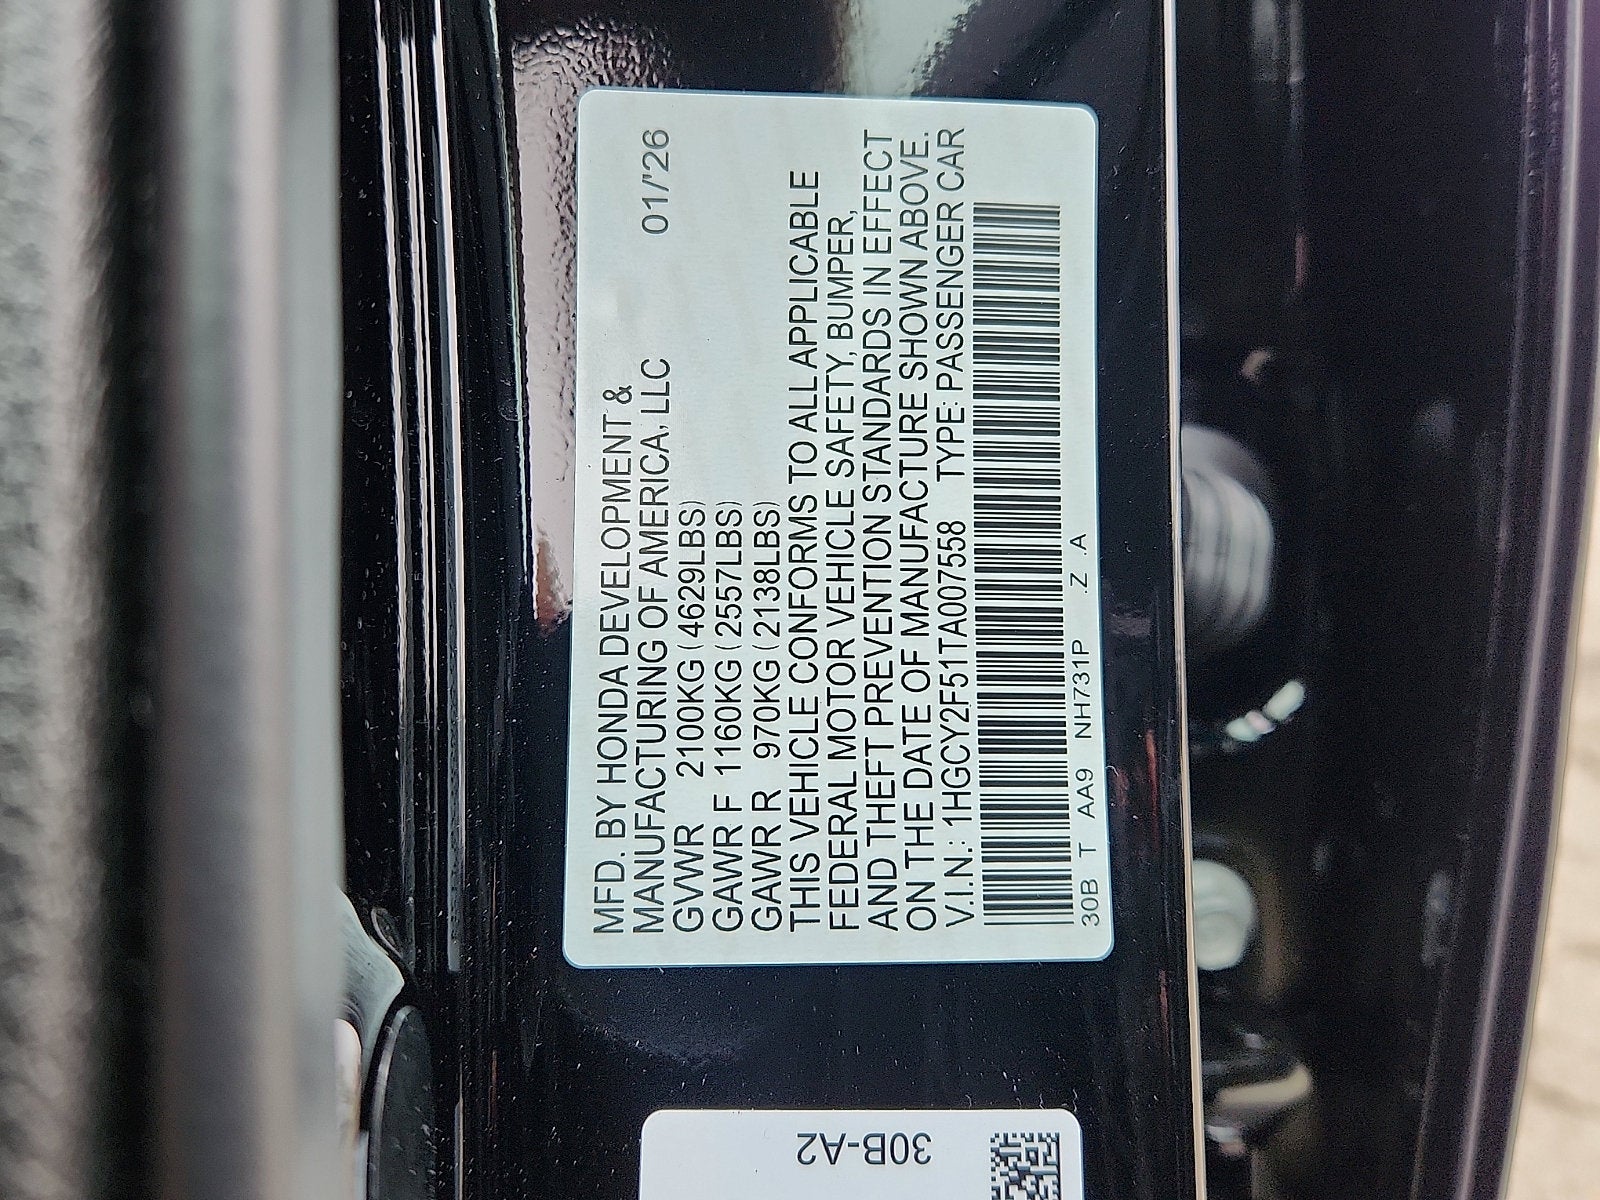 MFD. BY HONDA DEVELOPMENT &
MANUFACTURING OF AMERICA, LLC 01/'26
GVWR 2100KG (4629LBS)
GAWR F 1160KG (2557LBS)
GAWR R 970KG (2138LBS)
THIS VEHICLE CONFORMS TO ALL APPLICABLE
FEDERAL MOTOR VEHICLE SAFETY, BUMPER,
AND THEFT PREVENTION STANDARDS IN EFFECT
ON THE DATE OF MANUFACTURE SHOWN ABOVE.
V.I.N.: 1HGCY2F51TA007558 TYPE: PASSENGER CAR
30B T AA9 NH731P .Z .A
30B-A2